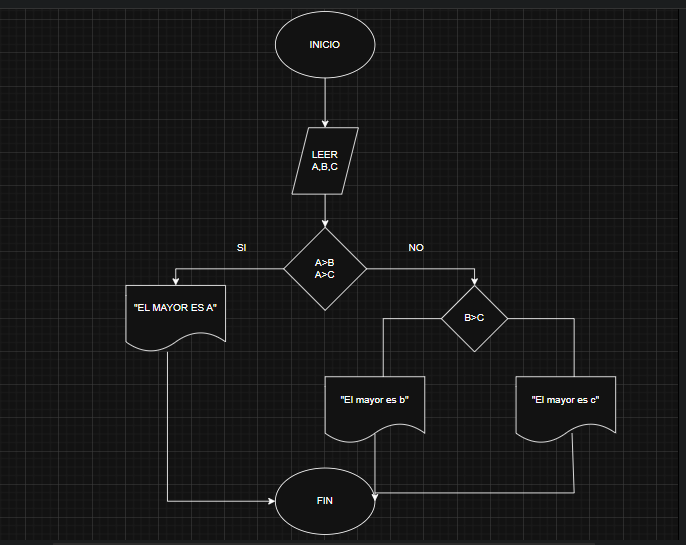 INICIO
LEER
A,B,C
SI
NO
A>B
A>C
"EL MAYOR ES A"
B>C
"El mayor es b"
"El mayor es c"
FIN